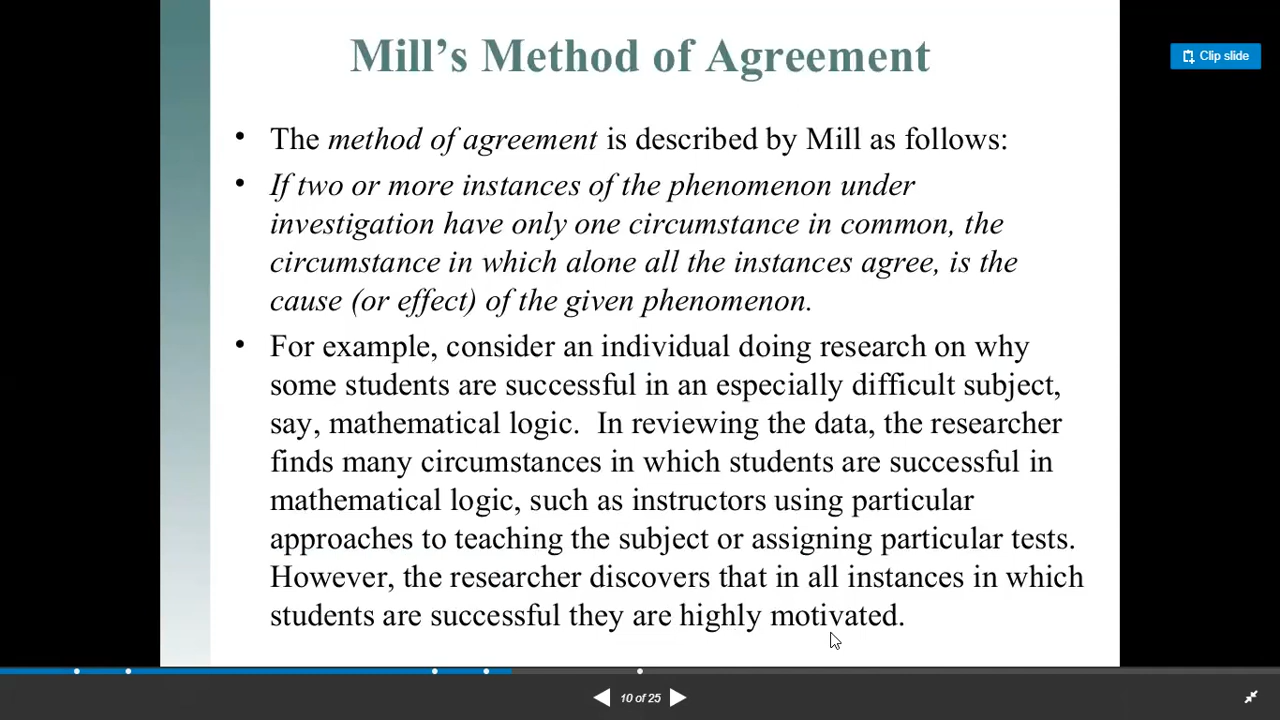 Mill’s Method of Agreement
Clip slide
• The method of agreement is described by Mill as follows:
• If two or more instances of the phenomenon under
investigation have only one circumstance in common, the
circumstance in which alone all the instances agree, is the
cause (or effect) of the given phenomenon.
• For example, consider an individual doing research on why
some students are successful in an especially difficult subject,
say, mathematical logic.  In reviewing the data, the researcher
finds many circumstances in which students are successful in
mathematical logic, such as instructors using particular
approaches to teaching the subject or assigning particular tests.
However, the researcher discovers that in all instances in which
students are successful they are highly motivated.
10 of 25